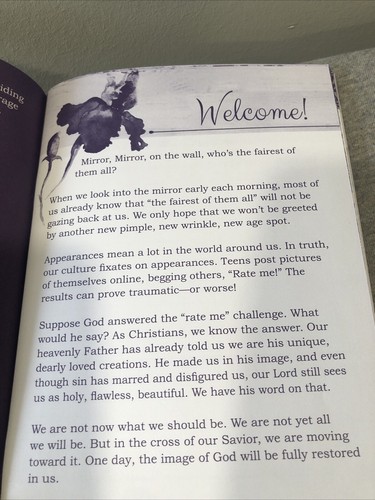 iding
rage
Welcome!
Mirror, Mirror, on the wall, who's the fairest of
them all?
When we look into the mirror early each morning, most of
us already know that "the fairest of them all" will not be
gazing back at us. We only hope that we won't be greeted
by another new pimple, new wrinkle, new age spot.
Appearances mean a lot in the world around us. In truth,
our culture fixates on appearances. Teens post pictures
of themselves online, begging others, "Rate me!" The
results can prove traumatic—or worse!
Suppose God answered the "rate me" challenge. What
would he say? As Christians, we know the answer. Our
heavenly Father has already told us we are his unique,
dearly loved creations. He made us in his image, and even
though sin has marred and disfigured us, our Lord still sees
us as holy, flawless, beautiful. We have his word on that.
We are not now what we should be. We are not yet all
we will be. But in the cross of our Savior, we are moving
toward it. One day, the image of God will be fully restored
in us.